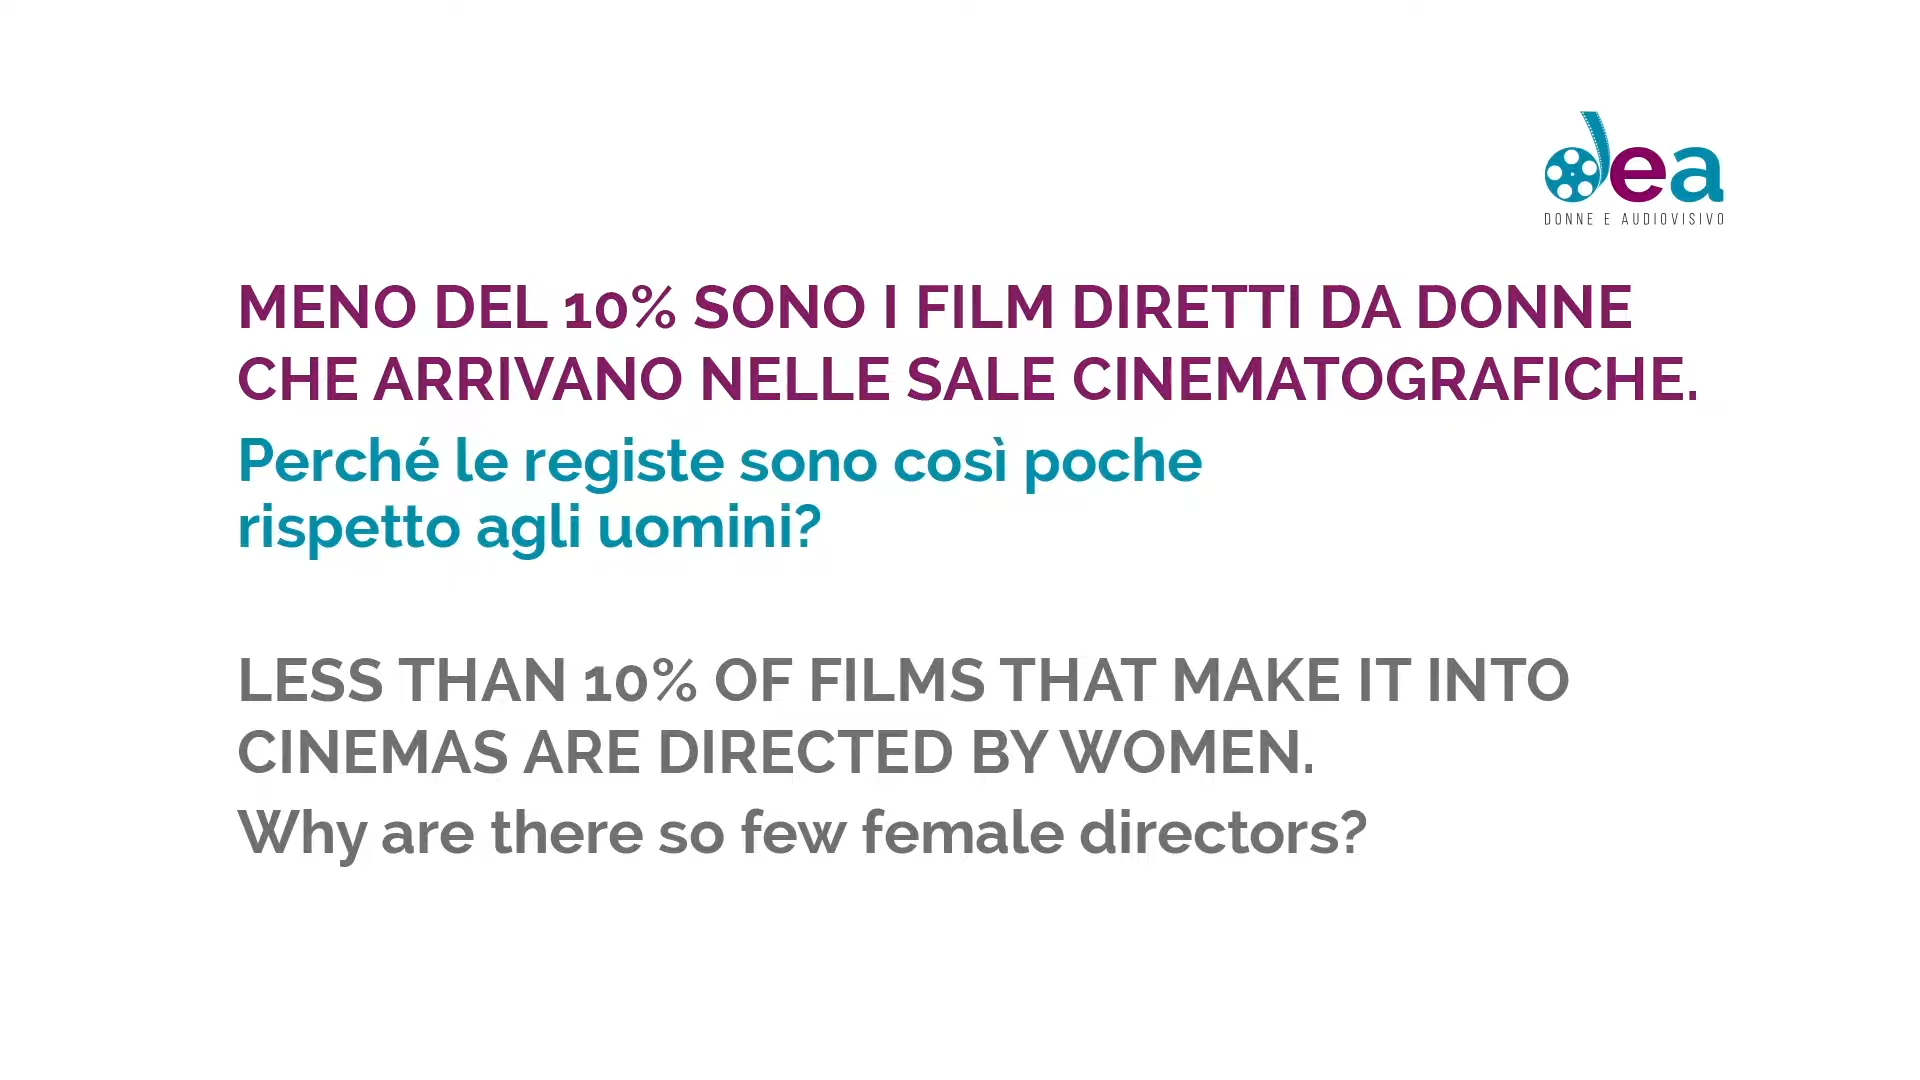 dea
DONNE E AUDIOVISIVO
MENO DEL 10% SONO I FILM DIRETTI DA DONNE
CHE ARRIVANO NELLE SALE CINEMATOGRAFICHE.
Perché le registe sono così poche
rispetto agli uomini?
LESS THAN 10% OF FILMS THAT MAKE IT INTO
CINEMAS ARE DIRECTED BY WOMEN.
Why are there so few female directors?